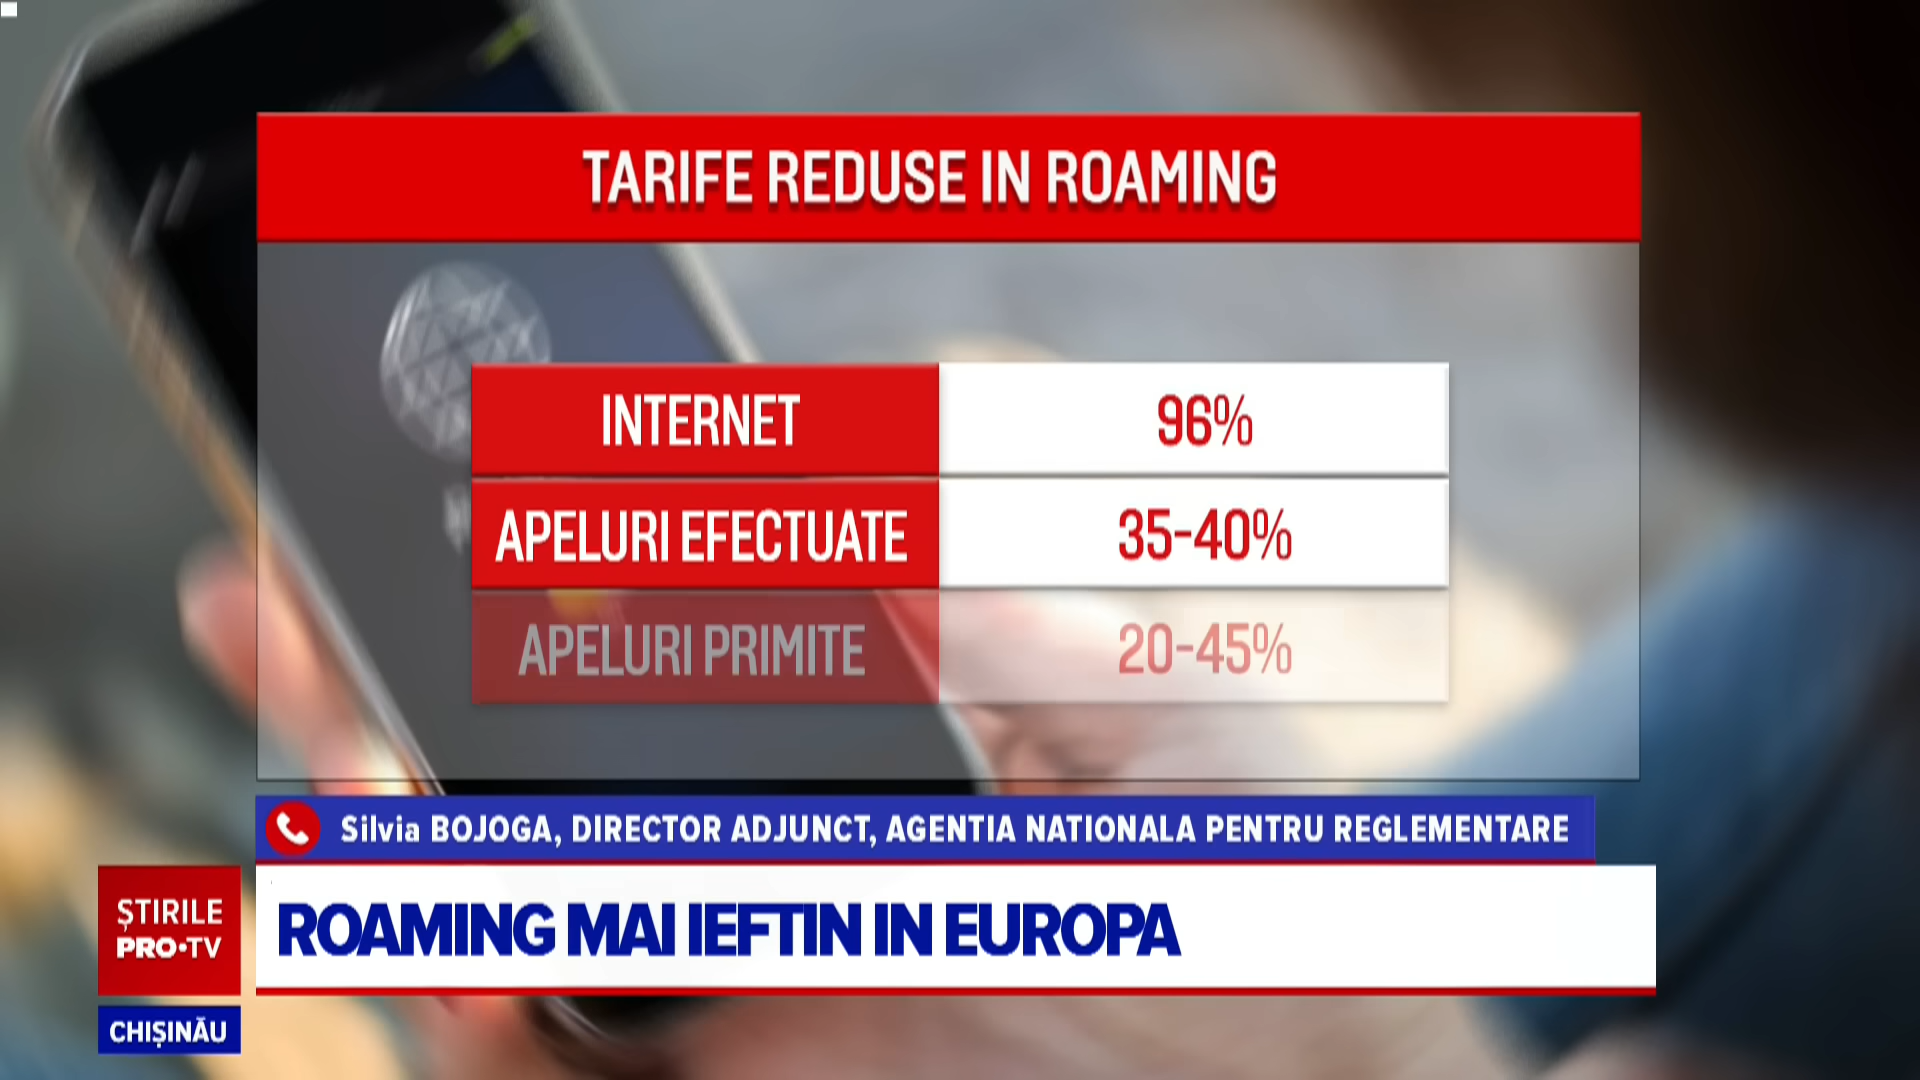 TARIFE REDUSE IN ROAMING
INTERNET 96%
APELURI EFECTUATE 35-40%
APELURI PRIMITE 20-45%
Silvia BOJOGA, DIRECTOR ADJUNCT, AGENTIA NATIONALA PENTRU REGLEMENTARE
ȘTIRILE
PRO•TV
ROAMING MAI IEFTIN IN EUROPA
CHIȘINĂU